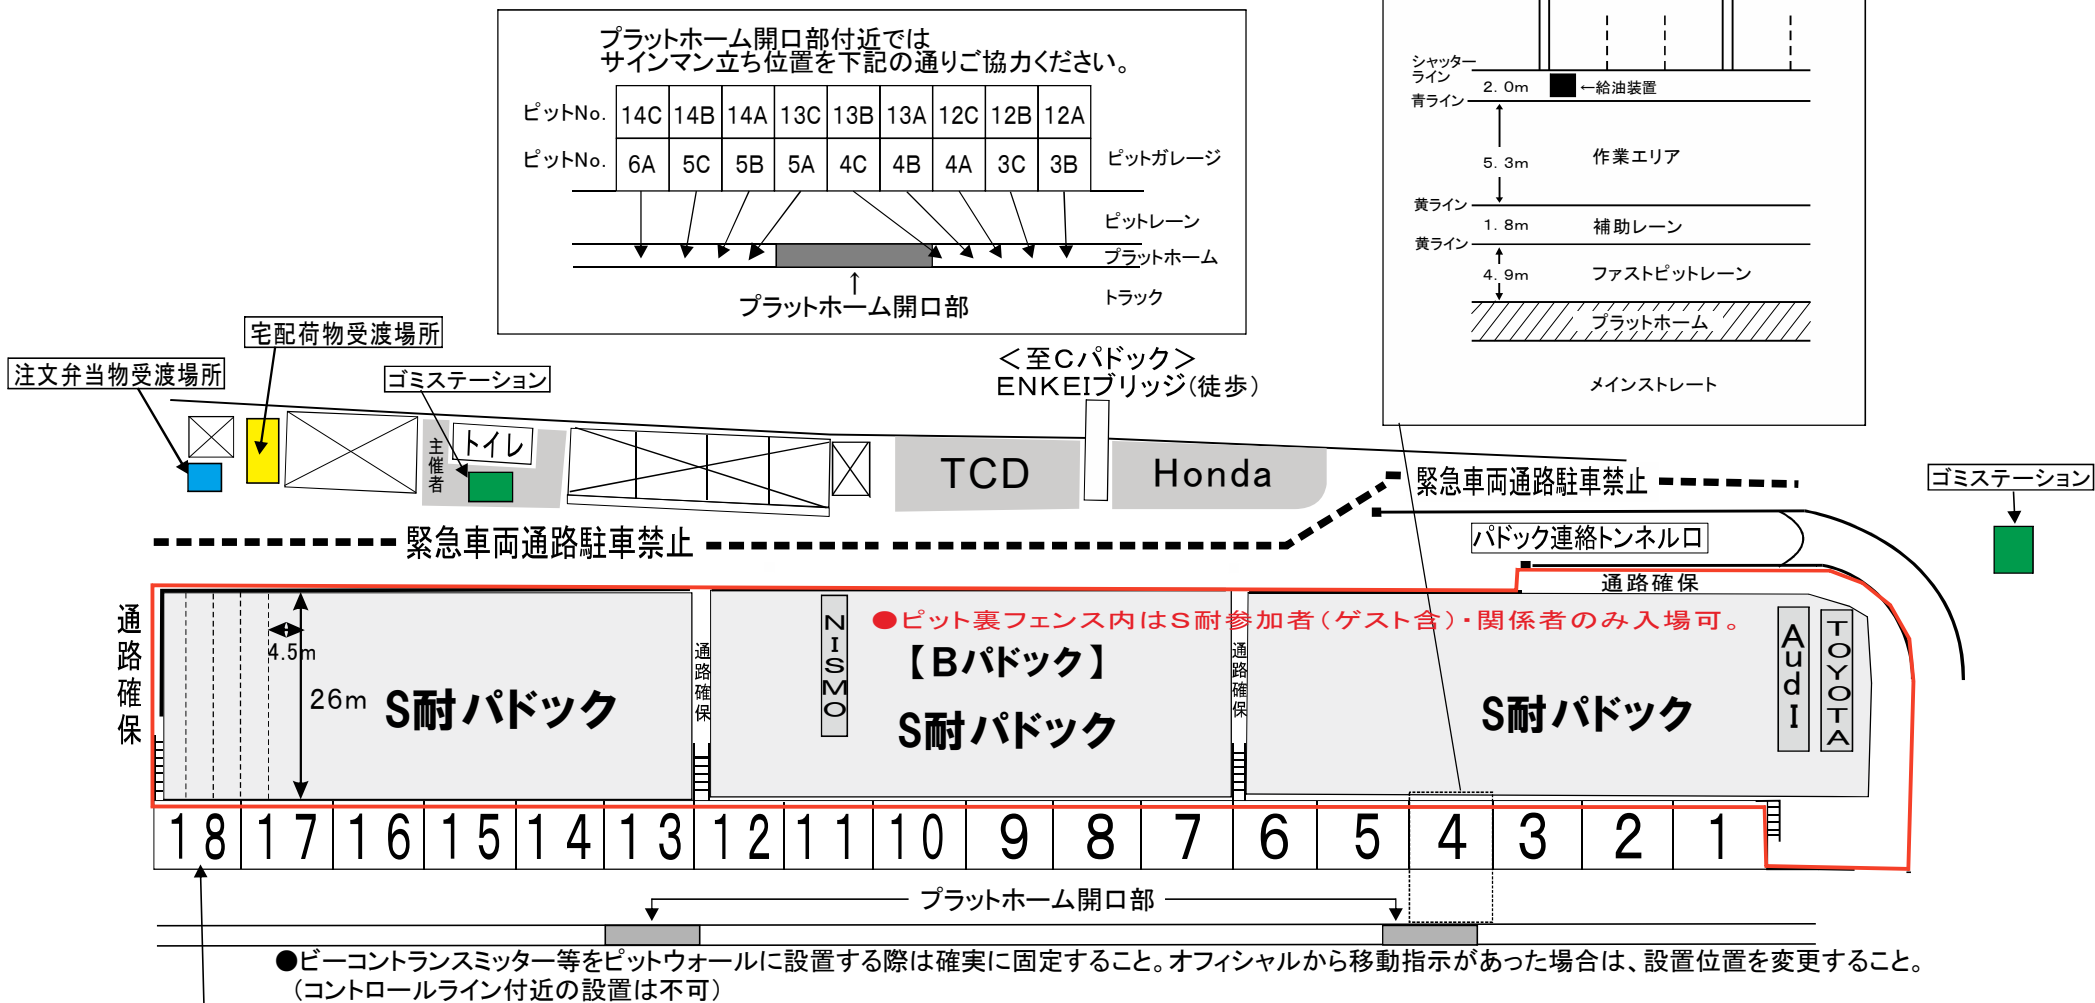 プラットホーム開口部付近では
サインマン立ち位置を下記の通りご協力ください。
ピットNo. 14C 14B 14A 13C 13B 13A 12C 12B 12A
ピットNo. 6A 5C 5B 5A 4C 4B 4A 3C 3B ピットガレージ
ピットレーン
プラットホーム
↑
プラットホーム開口部
トラック
シャッター
ライン
2.0m ←給油装置
青ライン
5.3m 作業エリア
黄ライン
1.8m 補助レーン
黄ライン
4.9m ファストピットレーン
プラットホーム
メインストレート
宅配荷物受渡場所
注文弁当物受渡場所
ゴミステーション
<至Cパドック>
ENKEIブリッジ(徒歩)
主催者
トイレ
TCD
Honda
緊急車両通路駐車禁止
ゴミステーション
緊急車両通路駐車禁止
パドック連絡トンネル口
通路確保
通路確保
4.5m
26m
S耐パドック
通路確保
NISMO
●ピット裏フェンス内はS耐参加者(ゲスト含)・関係者のみ入場可。
【Bパドック】
S耐パドック
通路確保
S耐パドック
AudI
TOYOTA
18 17 16 15 14 13 12 11 10 9 8 7 6 5 4 3 2 1
プラットホーム開口部
●ビーコントランスミッター等をピットウォールに設置する際は確実に固定すること。オフィシャルから移動指示があった場合は、設置位置を変更すること。
(コントロールライン付近の設置は不可)